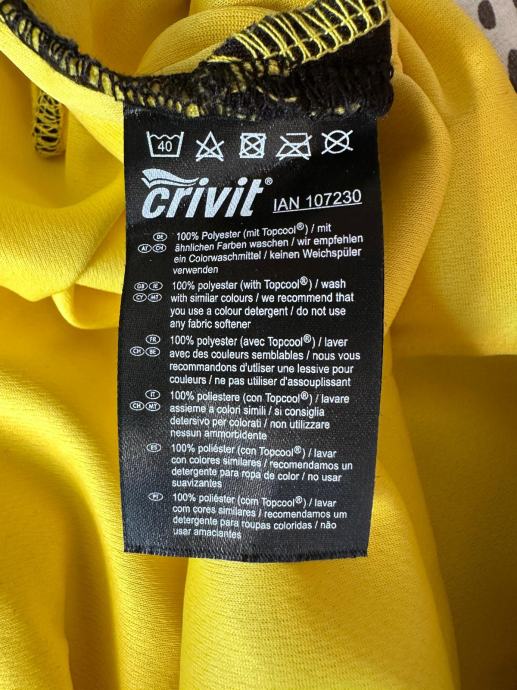 40
crivit® IAN 107230
DE 100% Polyester (mit Topcool®) / mit
AT CH ähnlichen Farben waschen / wir empfehlen
ein Colorwaschmittel / keinen Weichspüler
verwenden
GB IE 100% polyester (with Topcool®) / wash
CY MT with similar colours / we recommend that
you use a colour detergent / do not use
any fabric softener
FR 100% polyester (avec Topcool®) / laver
CH BE avec des couleurs semblables / nous vous
recommandons d'utliser une lessive pour
couleurs / ne pas utiliser d'assouplissant
IT 100% poliestere (con Topcool®) / lavare
CH MT assieme a colori simili / si consiglia
detersivo per colorati / non utilizzare
nessun ammortidente
ES 100% poliéster (con Topcool®) / lavar
con colores similares / recomendamos un
detergente para ropa de color / no usar
suavizantes
PT 100% poliéster (com Topcool®) / lavar
com cores similares / recomendamos um
detergente para roupas coloridas / não
usar amaciantes